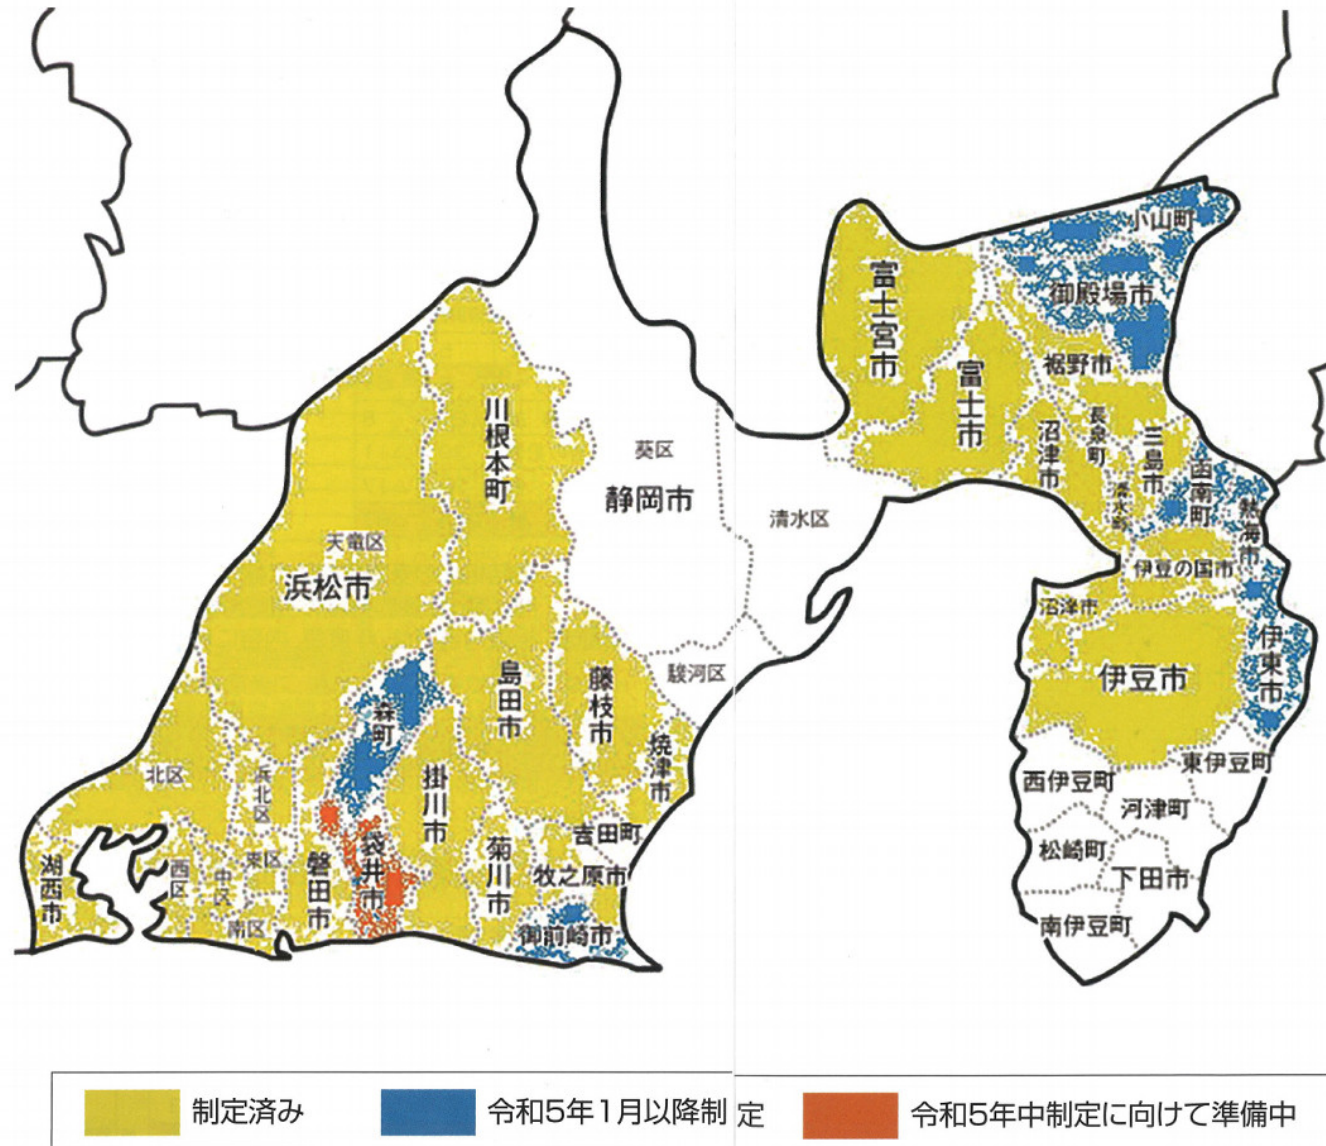 小山町
御殿場市
富士宮市
裾野市
富士市
長泉町
沼津市
三島市
函南町
清水町
熱海市
伊豆の国市
沼津市
伊東市
伊豆市
東伊豆町
西伊豆町
河津町
松崎町
下田市
南伊豆町
川根本町
葵区
静岡市
清水区
駿河区
天竜区
浜松市
島田市
藤枝市
焼津市
森町
掛川市
北区
浜北区
吉田町
袋井市
菊川市
牧之原市
湖西市
西区
中区
東区
磐田市
南区
御前崎市
制定済み 令和5年1月以降制定 令和5年中制定に向けて準備中